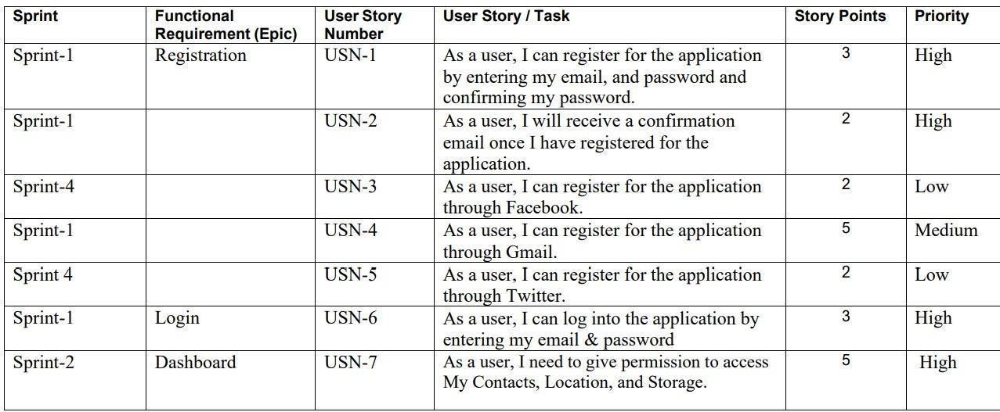 Sprint Functional Requirement (Epic) User Story Number User Story / Task Story Points Priority
Sprint-1 Registration USN-1 As a user, I can register for the application 3 High
by entering my email, and password and
confirming my password.
Sprint-1 USN-2 As a user, I will receive a confirmation 2 High
email once I have registered for the
application.
Sprint-4 USN-3 As a user, I can register for the application 2 Low
through Facebook.
Sprint-1 USN-4 As a user, I can register for the application 5 Medium
through Gmail.
Sprint 4 USN-5 As a user, I can register for the application 2 Low
through Twitter.
Sprint-1 Login USN-6 As a user, I can log into the application by 3 High
entering my email & password
Sprint-2 Dashboard USN-7 As a user, I need to give permission to access 5 High
My Contacts, Location, and Storage.